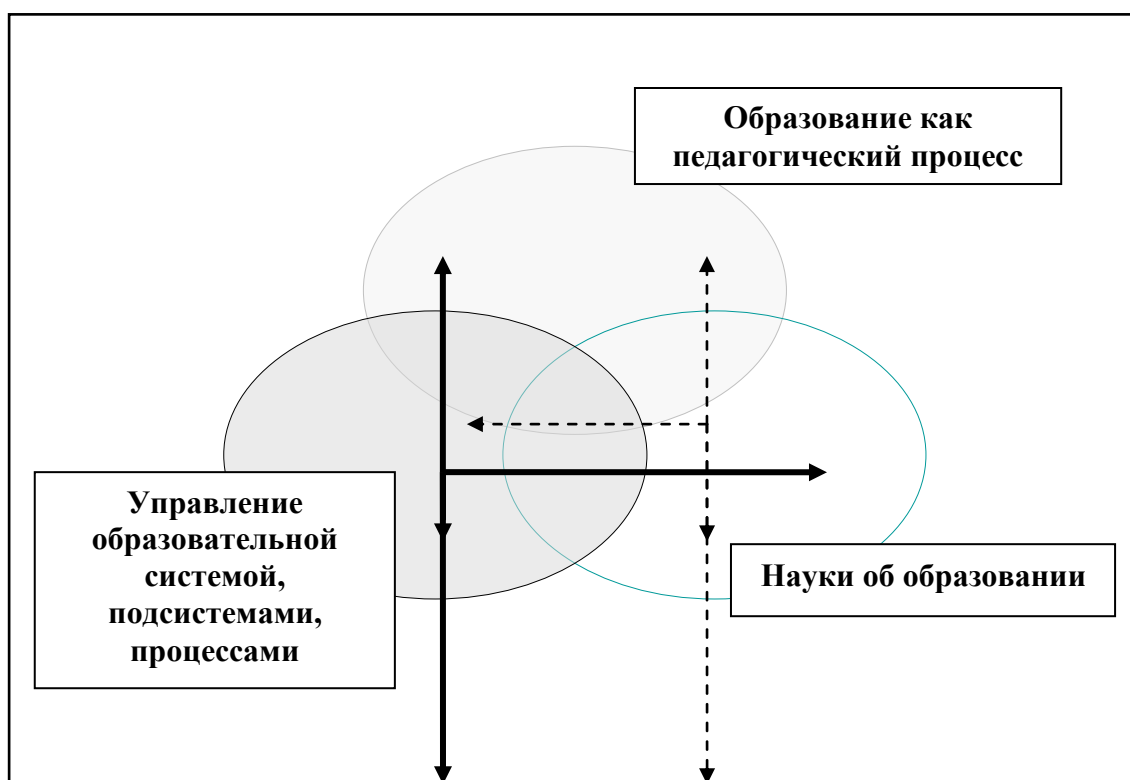 Образование как
педагогический процесс
Управление
образовательной
системой,
подсистемами,
процессами
Науки об образовании